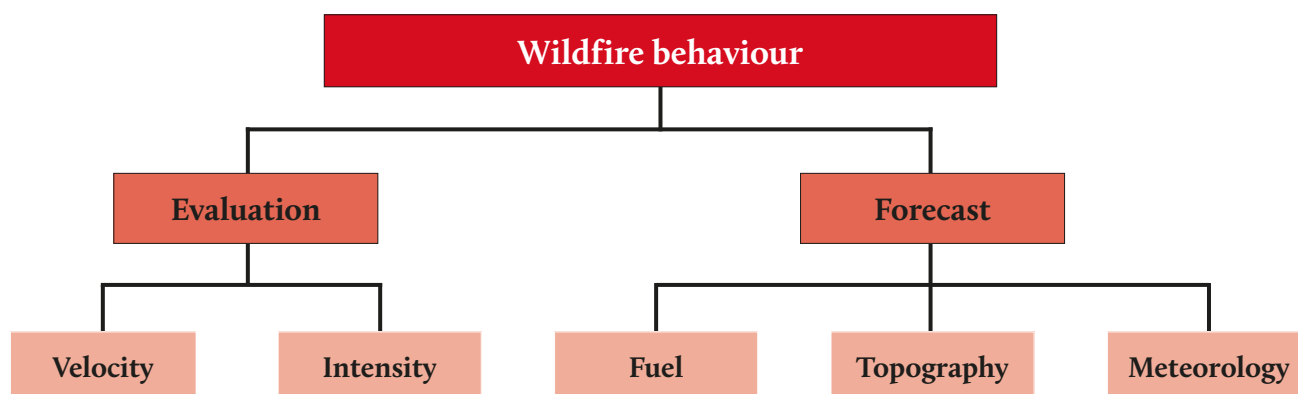 Wildfire behaviour
Evaluation
Forecast
Velocity
Intensity
Fuel
Topography
Meteorology